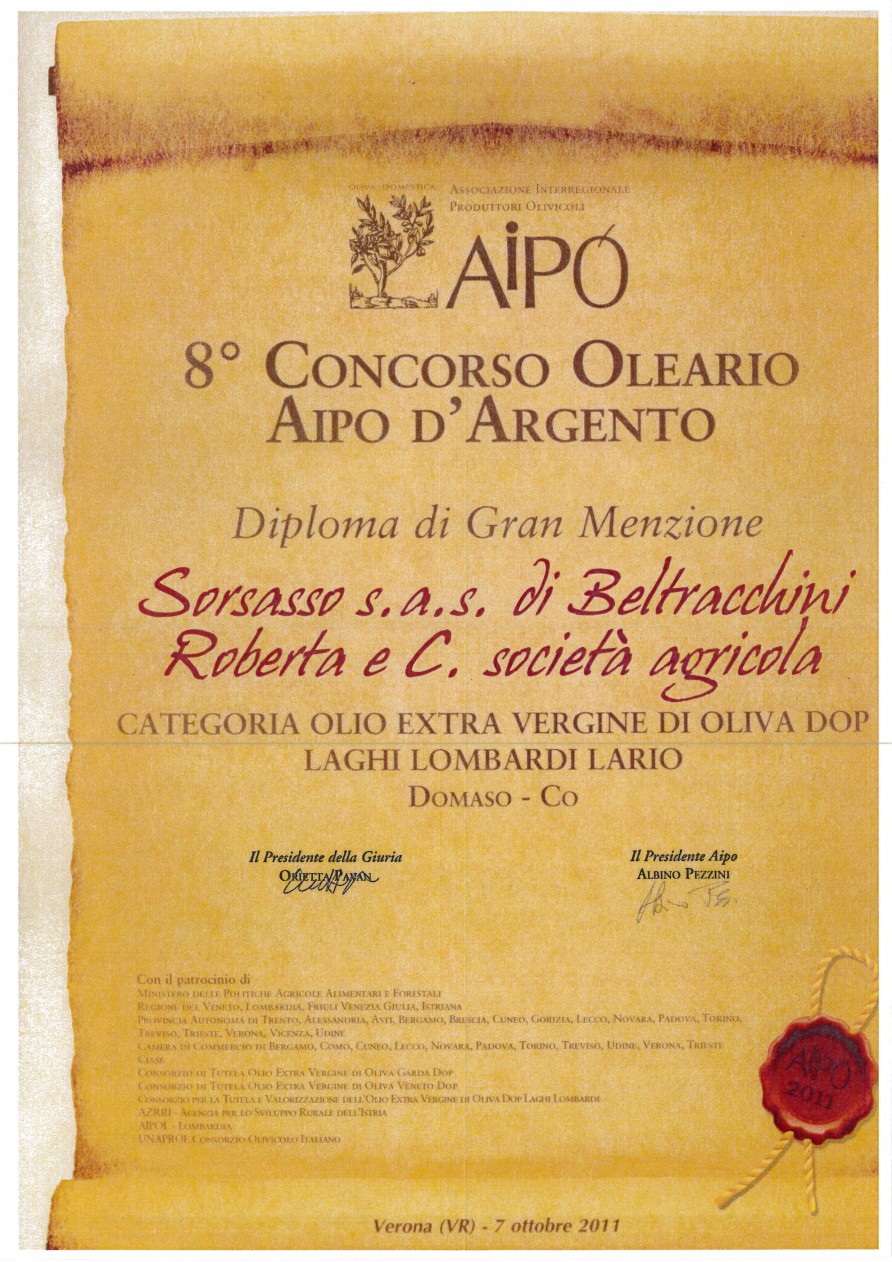 OLIVA DOMESTICA
ASSOCIAZIONE INTERREGIONALE
PRODUTTORI OLIVICOLI
AIPÓ
8° CONCORSO OLEARIO
AIPO D'ARGENTO
Diploma di Gran Menzione
Sorsasso s.a.s. di Beltracchini
Roberta e C. società agricola
CATEGORIA OLIO EXTRA VERGINE DI OLIVA DOP
LAGHI LOMBARDI LARIO
DOMASO - CO
Il Presidente della Giuria
ORIETTA PAVAN
Il Presidente Aipo
ALBINO PEZZINI
Con il patrocinio di
MINISTERO DELLE POLITICHE AGRICOLE ALIMENTARI E FORESTALI
REGIONE DEL VENETO, LOMBARDIA, FRIULI VENEZIA GIULIA, ISTRIANA
PROVINCIA AUTONOMA DI TRENTO, ALESSANDRIA, ASTI, BERGAMO, BRESCIA, CUNEO, GORIZIA, LECCO, NOVARA, PADOVA, TORINO,
TREVISO, TRIESTE, VERONA, VICENZA, UDINE
CAMERA DI COMMERCIO DI BERGAMO, COMO, CUNEO, LECCO, NOVARA, PADOVA, TORINO, TREVISO, UDINE, VERONA, TRIESTE
CONSORZIO DI TUTELA OLIO EXTRA VERGINE DI OLIVA GARDA DOP
CONSORZIO DI TUTELA OLIO EXTRA VERGINE DI OLIVA VENETO DOP
CONSORZIO PER LA TUTELA E VALORIZZAZIONE DELL'OLIO EXTRA VERGINE DI OLIVA DOP LAGHI LOMBARDI
AZRRI - AGENZIA PER LO SVILUPPO RURALE DELL'ISTRIA
AIPOL - LOMBARDIA
UNAPROL CONSORZIO OLIVICOLO ITALIANO
AIPÓ
2011
Verona (VR) - 7 ottobre 2011